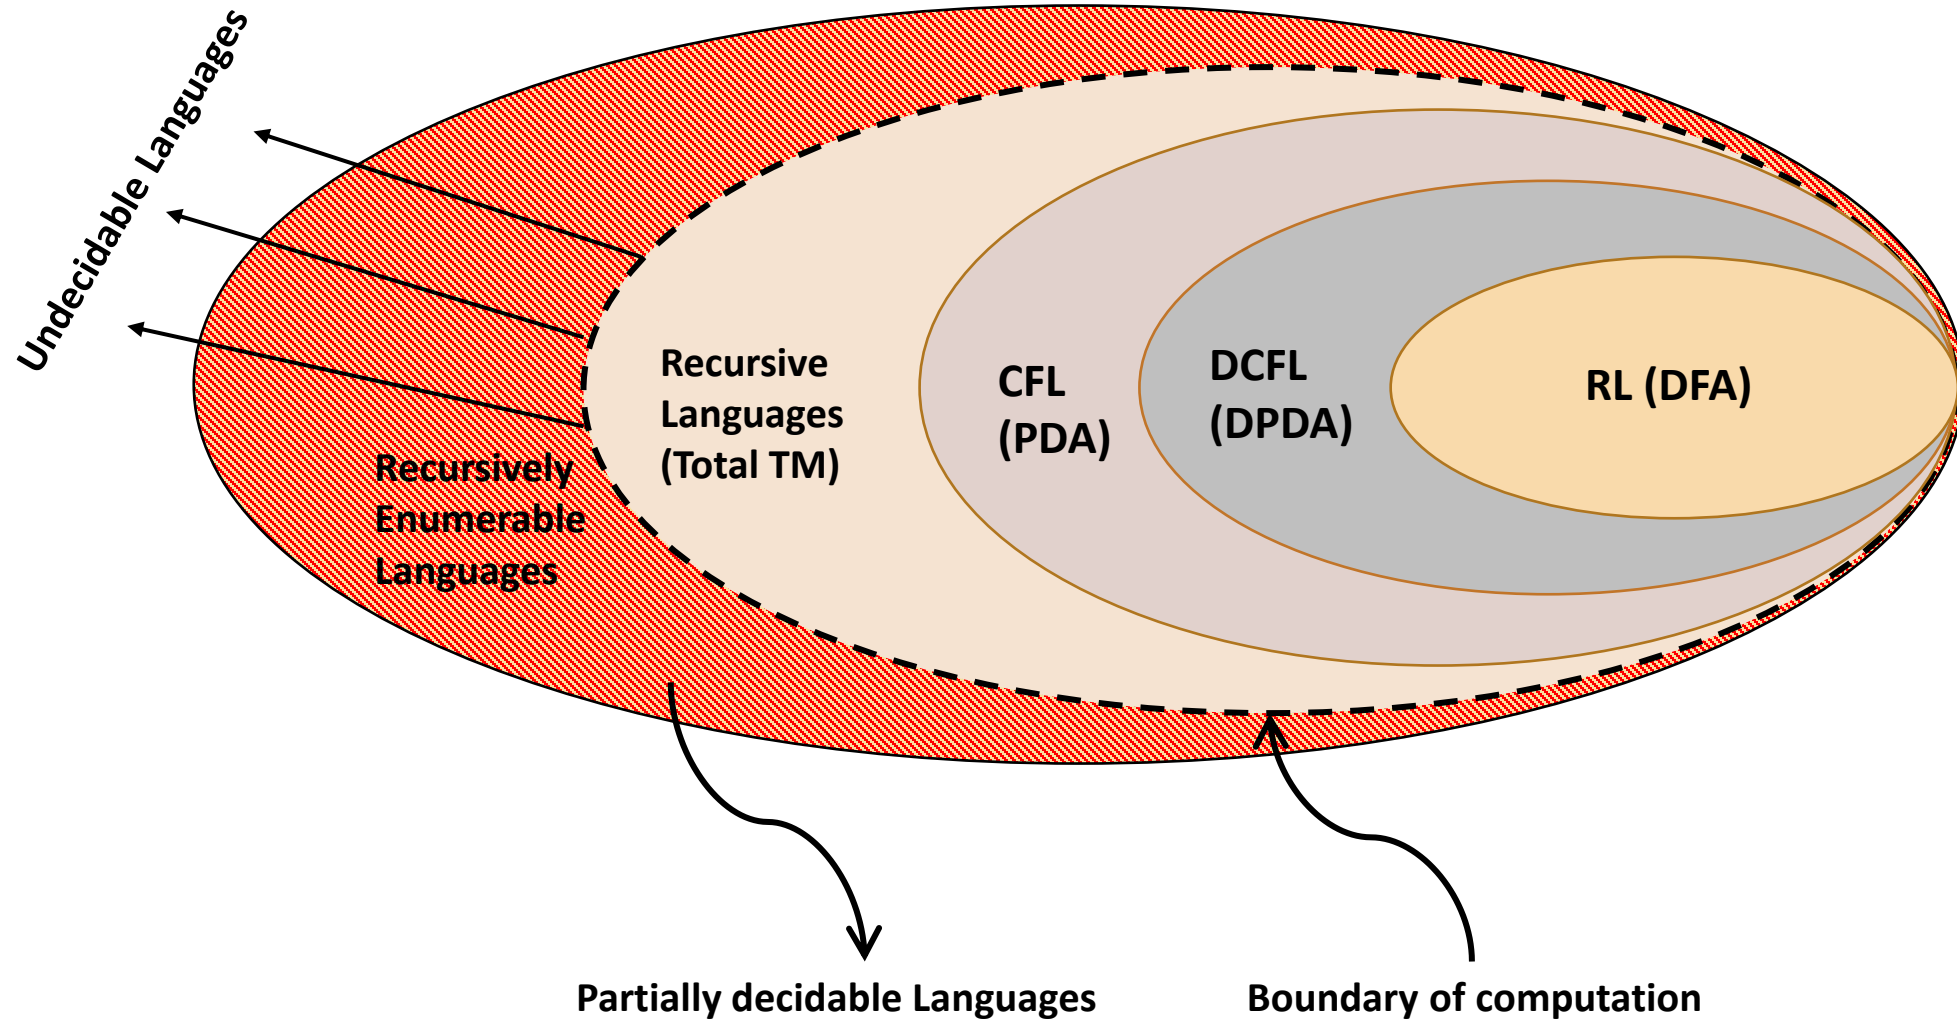 Undecidable Languages
Recursive
Languages
(Total TM)
CFL
(PDA)
DCFL
(DPDA)
RL (DFA)
Recursively
Enumerable
Languages
Partially decidable Languages
Boundary of computation